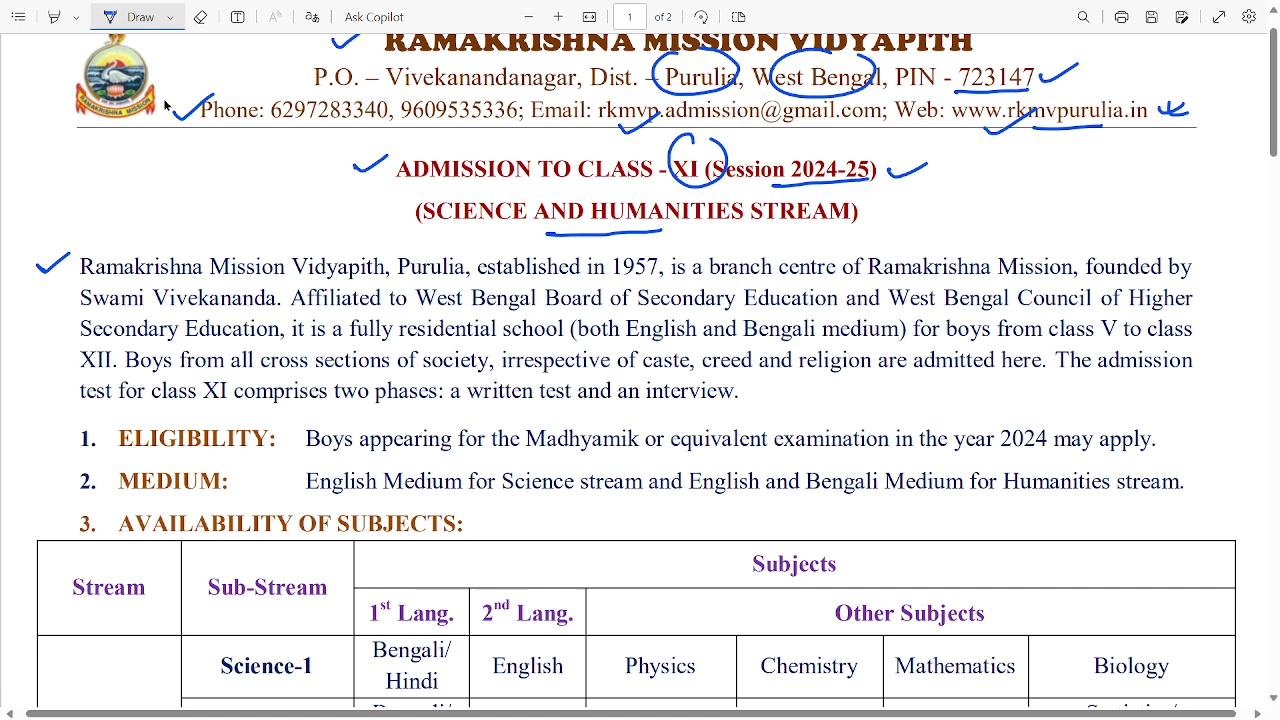 Draw
Ask Copilot
1 of 2
RAMAKRISHNA MISSION VIDYAPITH
P.O. – Vivekanandanagar, Dist. – Purulia, West Bengal, PIN - 723147
Phone: 6297283340, 9609535336; Email: rkmvp.admission@gmail.com; Web: www.rkmvpurulia.in
RAMAKRISHNA MISSION
ADMISSION TO CLASS - XI (Session 2024-25)
(SCIENCE AND HUMANITIES STREAM)
Ramakrishna Mission Vidyapith, Purulia, established in 1957, is a branch centre of Ramakrishna Mission, founded by
Swami Vivekananda. Affiliated to West Bengal Board of Secondary Education and West Bengal Council of Higher
Secondary Education, it is a fully residential school (both English and Bengali medium) for boys from class V to class
XII. Boys from all cross sections of society, irrespective of caste, creed and religion are admitted here. The admission
test for class XI comprises two phases: a written test and an interview.
1. ELIGIBILITY: Boys appearing for the Madhyamik or equivalent examination in the year 2024 may apply.
2. MEDIUM: English Medium for Science stream and English and Bengali Medium for Humanities stream.
3. AVAILABILITY OF SUBJECTS:
Stream Sub-Stream Subjects
1st Lang. 2nd Lang. Other Subjects
Science-1 Bengali/ Hindi English Physics Chemistry Mathematics Biology